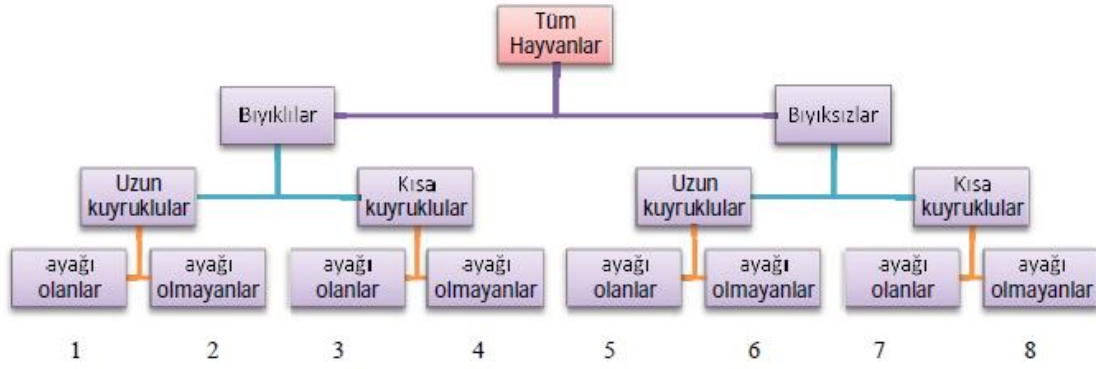 Tüm
Hayvanlar
Bıyıklılar
Bıyıksızlar
Uzun
kuyruklular
Kısa
kuyruklular
Uzun
kuyruklular
Kısa
kuyruklular
ayağı
olanlar
ayağı
olmayanlar
ayağı
olanlar
ayağı
olmayanlar
ayağı
olanlar
ayağı
olmayanlar
ayağı
olanlar
ayağı
olmayanlar
1 2 3 4 5 6 7 8